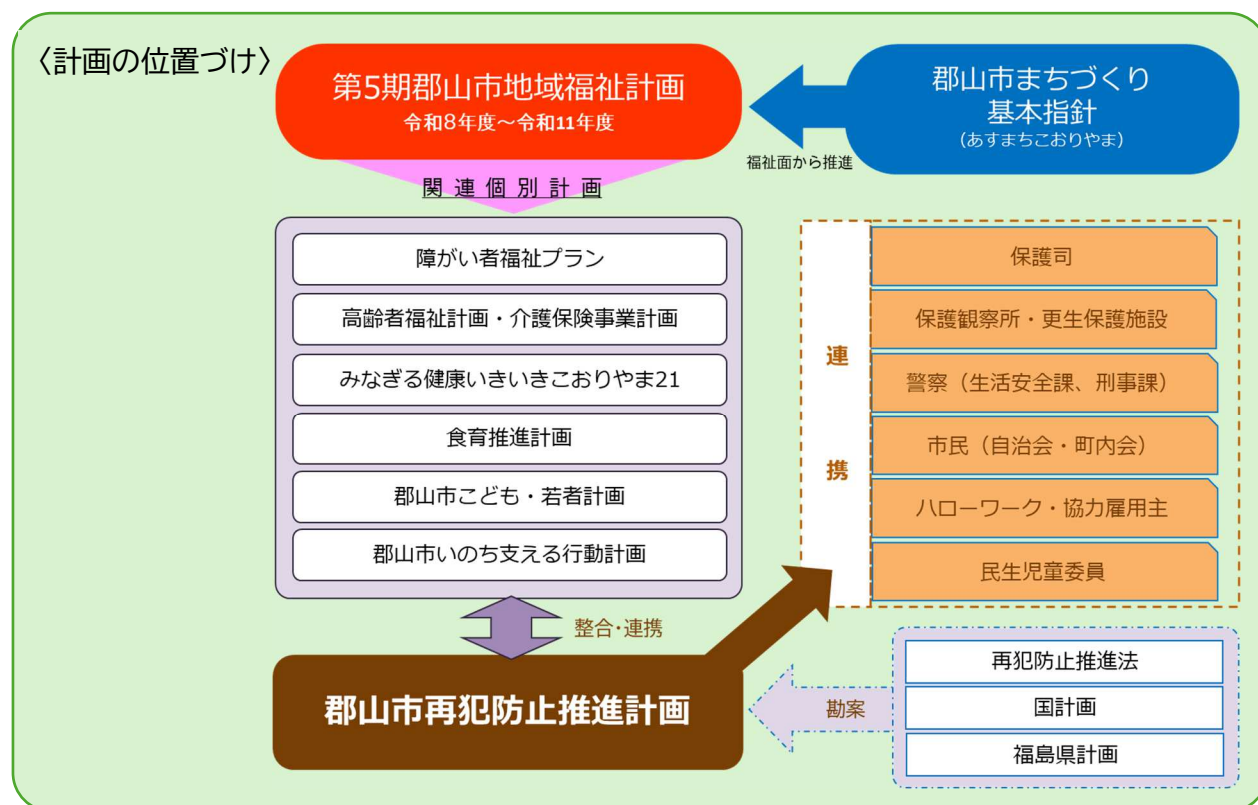 〈計画の位置づけ〉
第5期郡山市地域福祉計画
令和8年度~令和11年度
郡山市まちづくり
基本指針
(あすまちこおりやま)
福祉面から推進
関連個別計画
障がい者福祉プラン
高齢者福祉計画・介護保険事業計画
みなぎる健康いきいきこおりやま21
食育推進計画
郡山市こども・若者計画
郡山市いのち支える行動計画
連
携
保護司
保護観察所・更生保護施設
警察(生活安全課、刑事課)
市民(自治会・町内会)
ハローワーク・協力雇用主
民生児童委員
整合・連携
郡山市再犯防止推進計画
勘案
再犯防止推進法
国計画
福島県計画